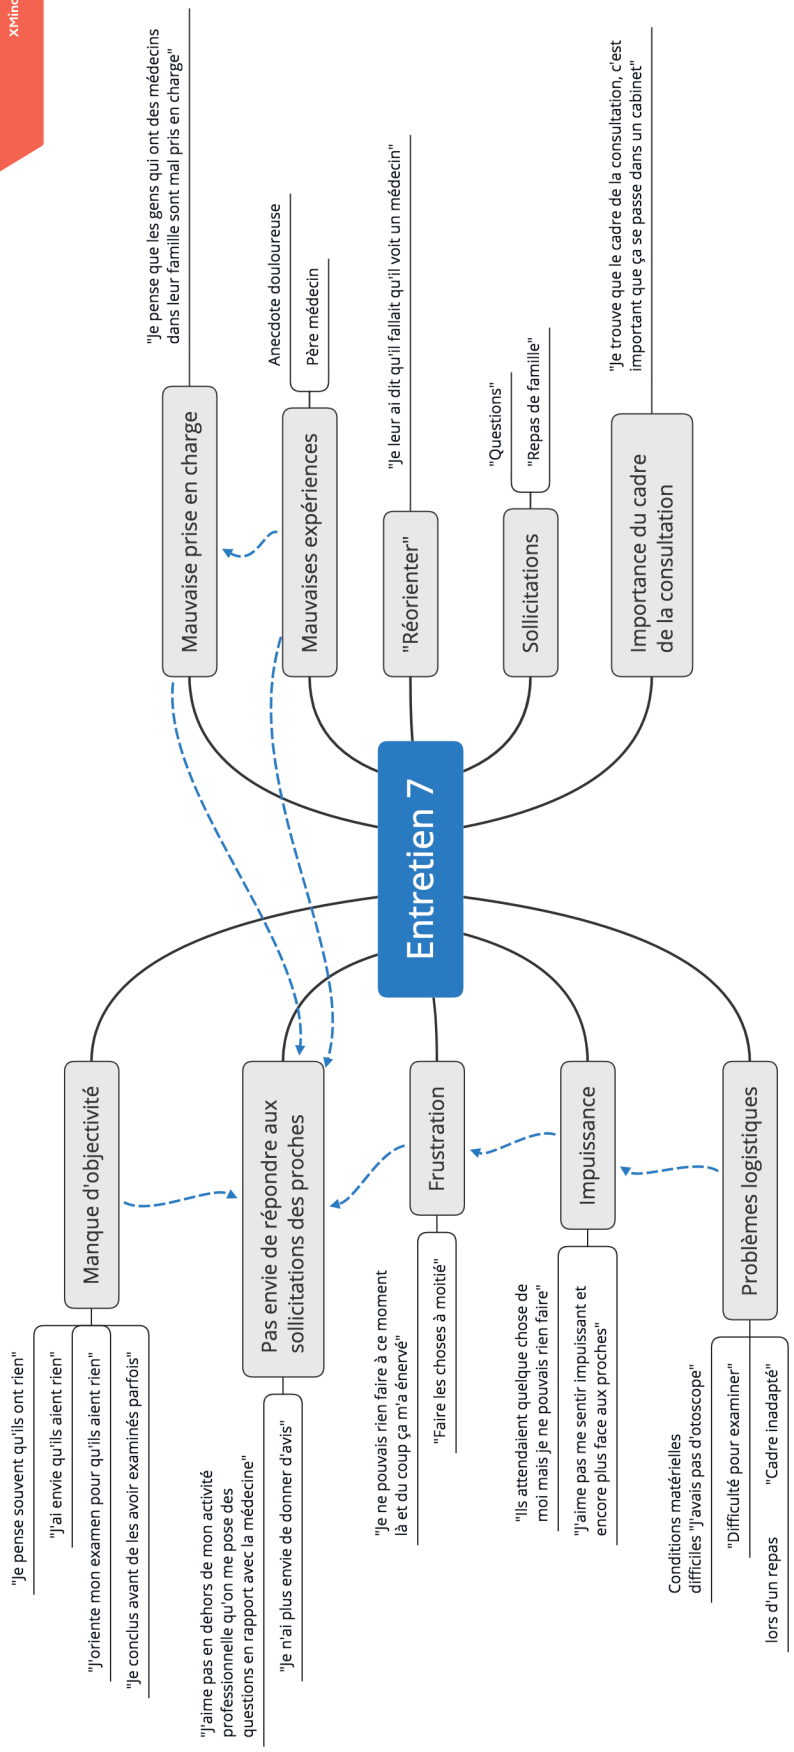 XMind
"Je pense souvent qu'ils ont rien"
"J'ai envie qu'ils aient rien"
"J'oriente mon examen pour qu'ils aient rien"
"Je conclus avant de les avoir examinés parfois"
Manque d'objectivité
"J'aime pas en dehors de mon activité
professionnelle qu'on me pose des
questions en rapport avec la médecine"
"Je n'ai plus envie de donner d'avis"
Pas envie de répondre aux
sollicitations des proches
"Je ne pouvais rien faire à ce moment
là et du coup ça m'a énervé"
"Faire les choses à moitié"
Frustration
"Ils attendaient quelque chose de
moi mais je ne pouvais rien faire"
"J'aime pas me sentir impuissant et
encore plus face aux proches"
Impuissance
Conditions matérielles
difficiles "J'avais pas d'otoscope"
"Difficulté pour examiner"
lors d'un repas "Cadre inadapté"
Problèmes logistiques
Entretien 7
Mauvaise prise en charge
"Je pense que les gens qui ont des médecins
dans leur famille sont mal pris en charge"
Mauvaises expériences
Anecdote douloureuse
Père médecin
"Réorienter"
"Je leur ai dit qu'il fallait qu'il voit un médecin"
Sollicitations
"Questions"
"Repas de famille"
Importance du cadre
de la consultation
"Je trouve que le cadre de la consultation, c'est
important que ça se passe dans un cabinet"